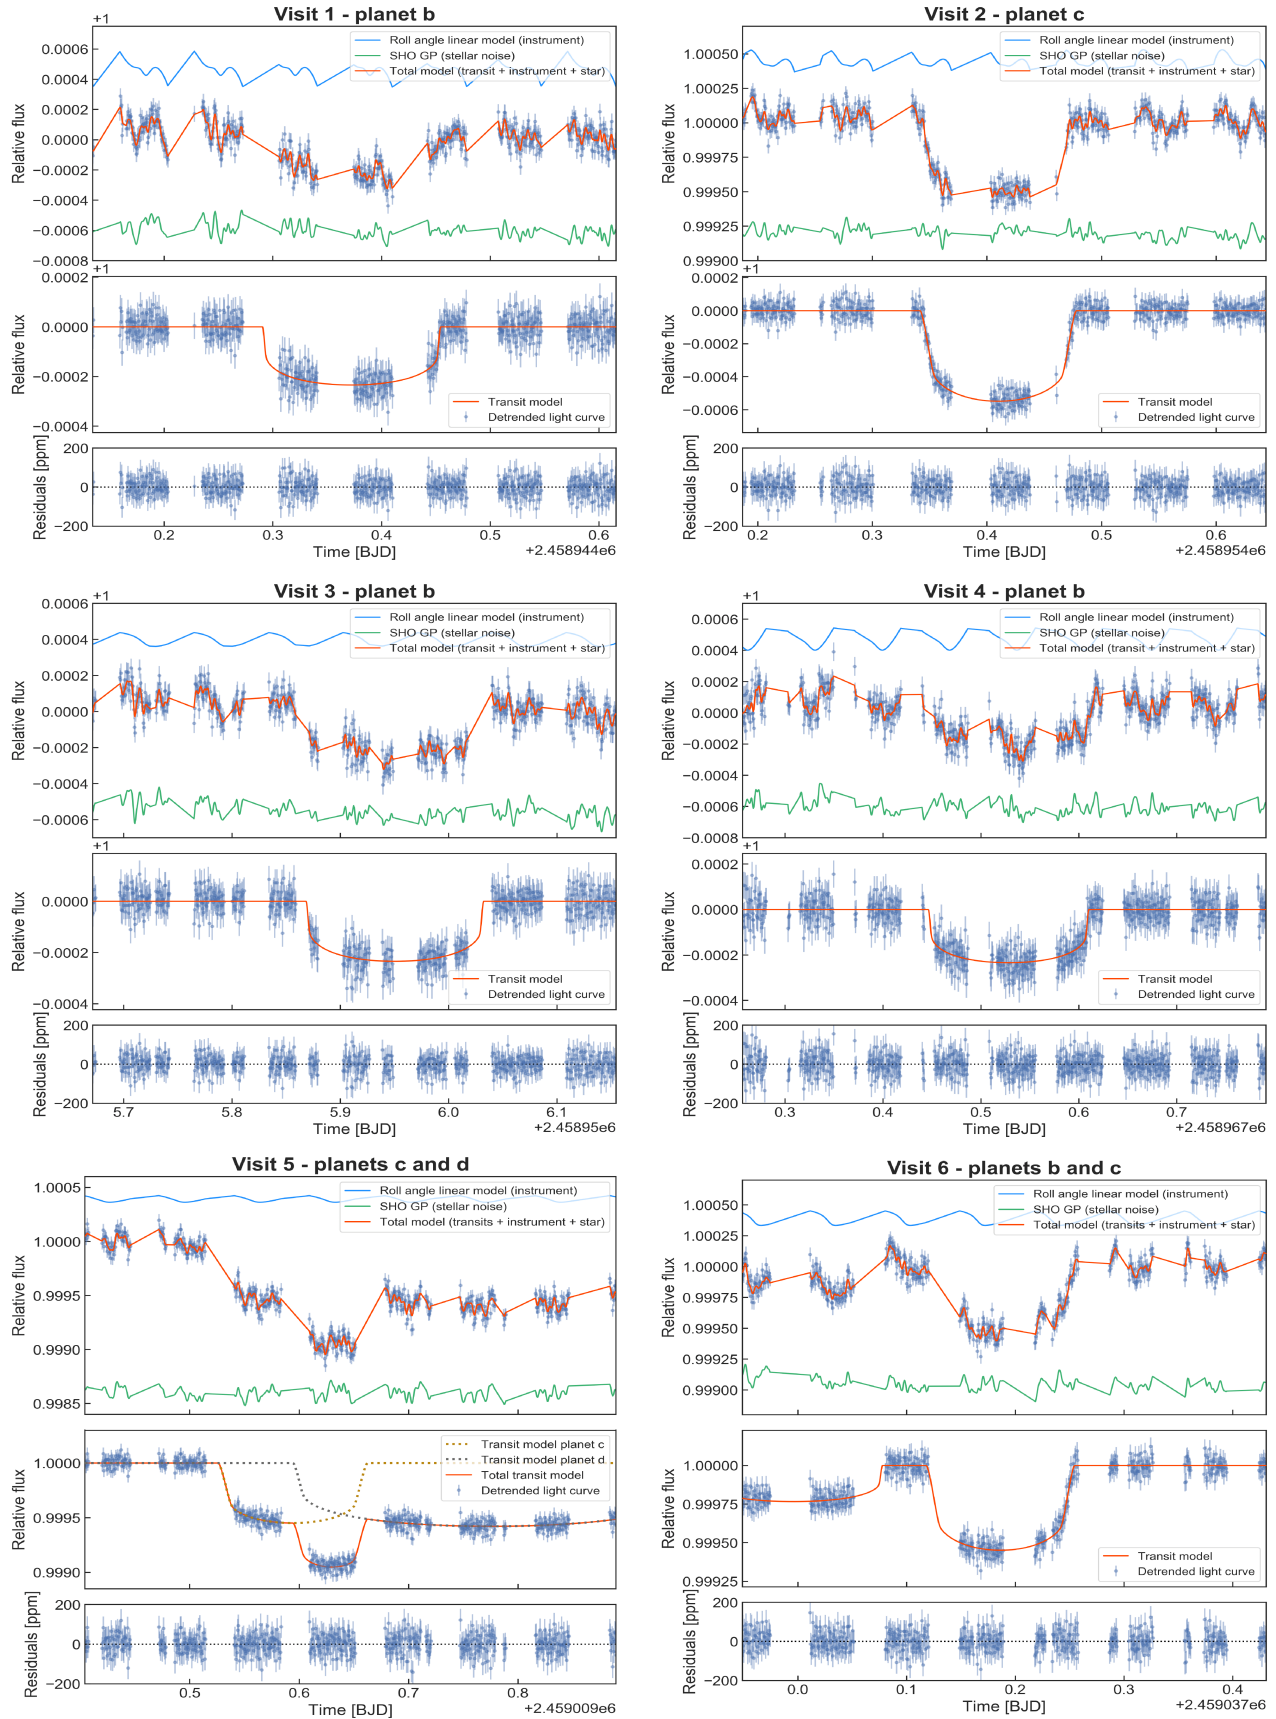 Visit 1 - planet b
+1
Relative flux
0.0006
0.0004
0.0002
0.0000
−0.0002
−0.0004
−0.0006
−0.0008
Roll angle linear model (instrument)
SHO GP (stellar noise)
Total model (transit + instrument + star)
+1
Relative flux
0.0002
0.0000
−0.0002
−0.0004
Transit model
Detrended light curve
Residuals [ppm]
200
0
−200
0.2 0.3 0.4 0.5 0.6
Time [BJD]
+2.458944e6
Visit 2 - planet c
Relative flux
1.00050
1.00025
1.00000
0.99975
0.99950
0.99925
0.99900
Roll angle linear model (instrument)
SHO GP (stellar noise)
Total model (transit + instrument + star)
+1
Relative flux
0.0002
0.0000
−0.0002
−0.0004
−0.0006
Transit model
Detrended light curve
Residuals [ppm]
200
0
−200
0.2 0.3 0.4 0.5 0.6
Time [BJD]
+2.458954e6
Visit 3 - planet b
+1
Relative flux
0.0006
0.0004
0.0002
0.0000
−0.0002
−0.0004
−0.0006
Roll angle linear model (instrument)
SHO GP (stellar noise)
Total model (transit + instrument + star)
+1
Relative flux
0.0000
−0.0002
−0.0004
Transit model
Detrended light curve
Residuals [ppm]
200
0
−200
5.7 5.8 5.9 6.0 6.1
Time [BJD]
+2.45895e6
Visit 4 - planet b
+1
Relative flux
0.0006
0.0004
0.0002
0.0000
−0.0002
−0.0004
−0.0006
−0.0008
Roll angle linear model (instrument)
SHO GP (stellar noise)
Total model (transit + instrument + star)
+1
Relative flux
0.0002
0.0000
−0.0002
−0.0004
Transit model
Detrended light curve
Residuals [ppm]
200
0
−200
0.3 0.4 0.5 0.6 0.7
Time [BJD]
+2.458967e6
Visit 5 - planets c and d
Relative flux
1.0005
1.0000
0.9995
0.9990
0.9985
Roll angle linear model (instrument)
SHO GP (stellar noise)
Total model (transits + instrument + star)
Relative flux
1.0000
0.9995
0.9990
Transit model planet c
Transit model planet d
Total transit model
Detrended light curve
Residuals [ppm]
200
0
−200
0.5 0.6 0.7 0.8
Time [BJD]
+2.459009e6
Visit 6 - planets b and c
Relative flux
1.00050
1.00025
1.00000
0.99975
0.99950
0.99925
0.99900
Roll angle linear model (instrument)
SHO GP (stellar noise)
Total model (transits + instrument + star)
Relative flux
1.00000
0.99975
0.99950
0.99925
Transit model
Detrended light curve
Residuals [ppm]
200
0
−200
0.0 0.1 0.2 0.3 0.4
Time [BJD]
+2.459037e6